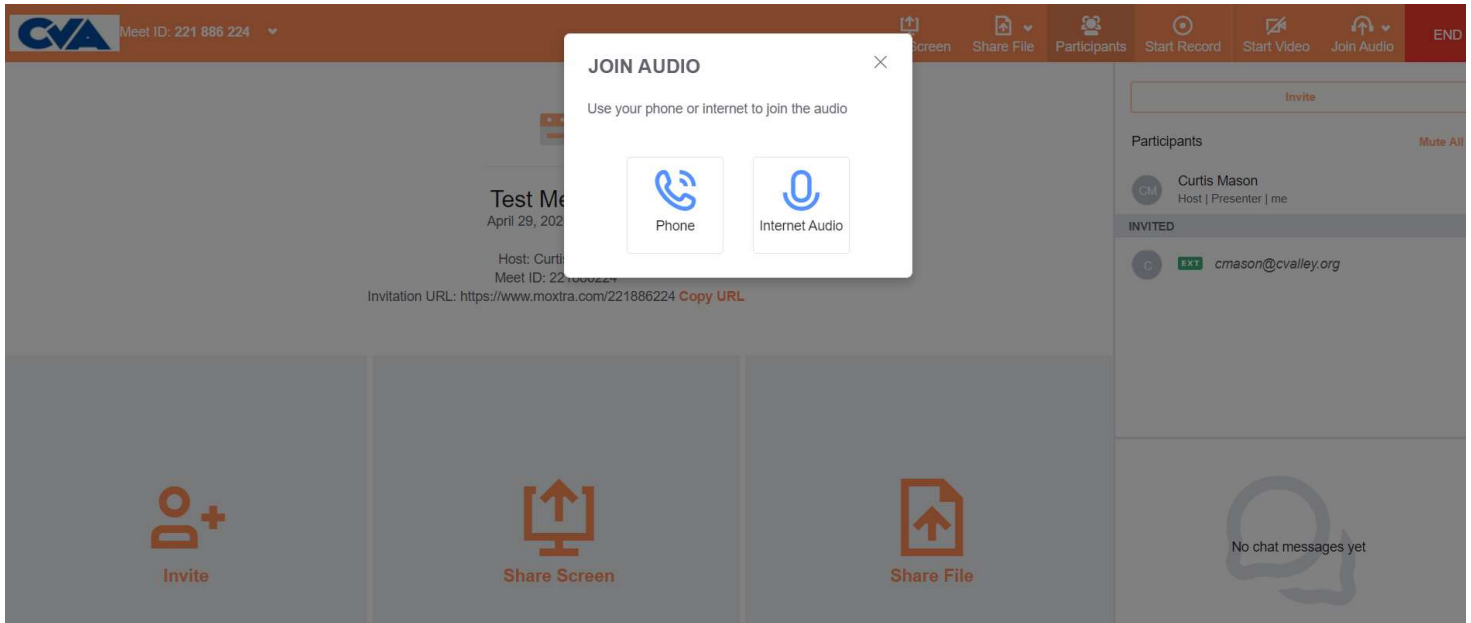 CVA
Meet ID: 221 886 224
Screen
Share File
Participants
Start Record
Start Video
Join Audio
END
JOIN AUDIO
Use your phone or internet to join the audio
Phone
Internet Audio
Test Me
April 29, 202
Host: Curti
Meet ID: 221886224
Invitation URL: https://www.moxtra.com/221886224 Copy URL
Invite
Share Screen
Share File
Invite
Participants
Mute All
CM
Curtis Mason
Host | Presenter | me
INVITED
C
EXT
cmason@cvalley.org
No chat messages yet